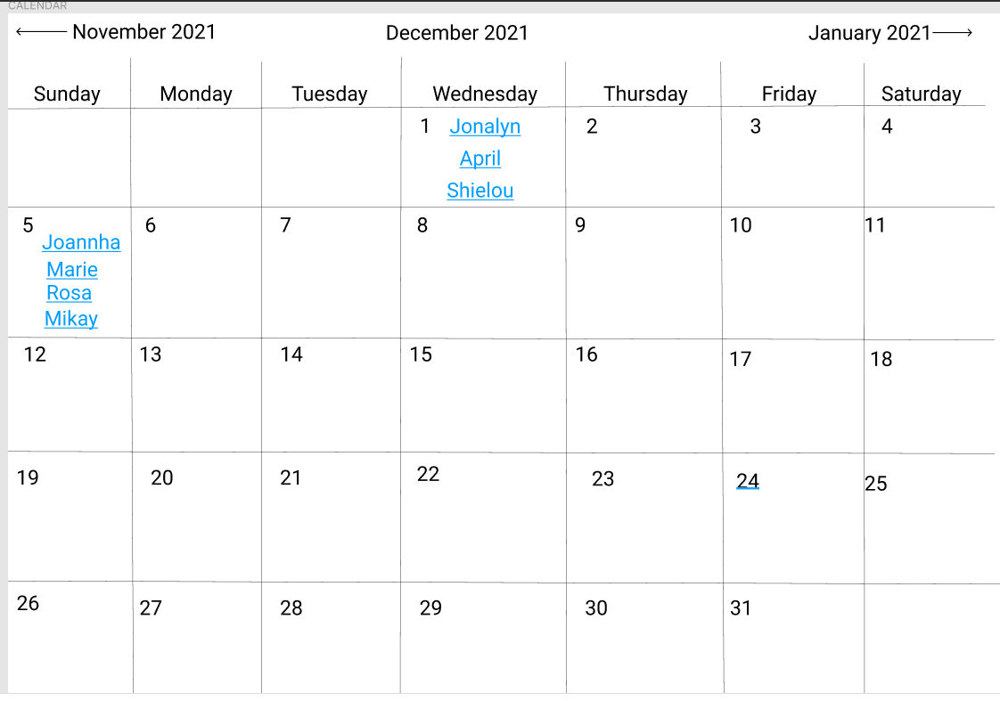 CALENDAR
November 2021 December 2021 January 2021
Sunday Monday Tuesday Wednesday Thursday Friday Saturday
1 Jonalyn 2 3 4
April
Shielou
5 6 7 8 9 10 11
Joannha
Marie
Rosa
Mikay
12 13 14 15 16 17 18
19 20 21 22 23 24 25
26 27 28 29 30 31